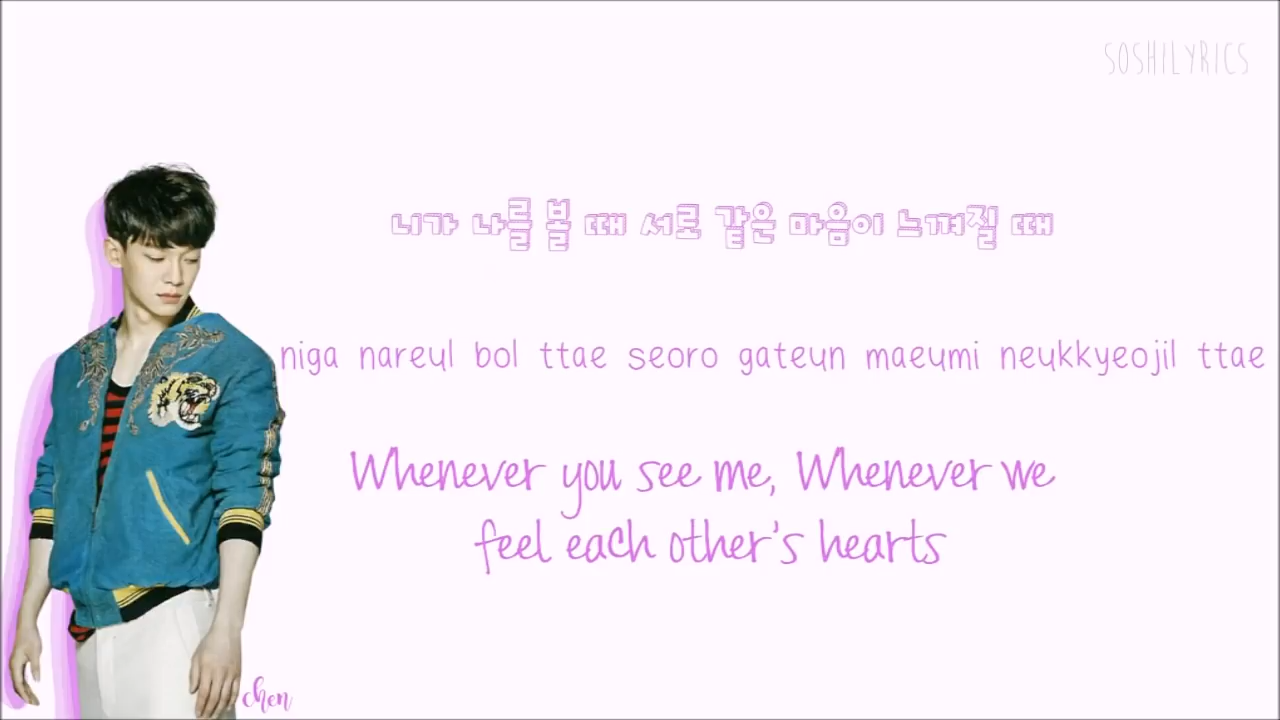 SOSHILYRICS
니가 나를 볼 때 서로 같은 마음이 느껴질 때
niga nareul bol ttae seoro gateun maeumi neukkyeojil ttae
Whenever you see me, Whenever we
feel each other's hearts
chen